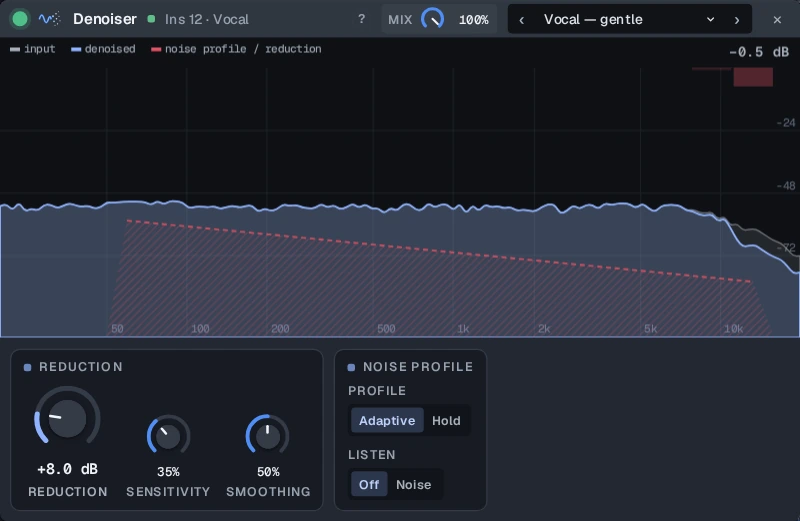 Denoiser Ins 12 · Vocal ? MIX 100% ‹ Vocal — gentle › ×
input denoised noise profile / reduction -0.5 dB
-24
-48
-72
50 100 200 500 1k 2k 5k 10k
REDUCTION
+8.0 dB 35% 50%
REDUCTION SENSITIVITY SMOOTHING
NOISE PROFILE
PROFILE
Adaptive Hold
LISTEN
Off Noise